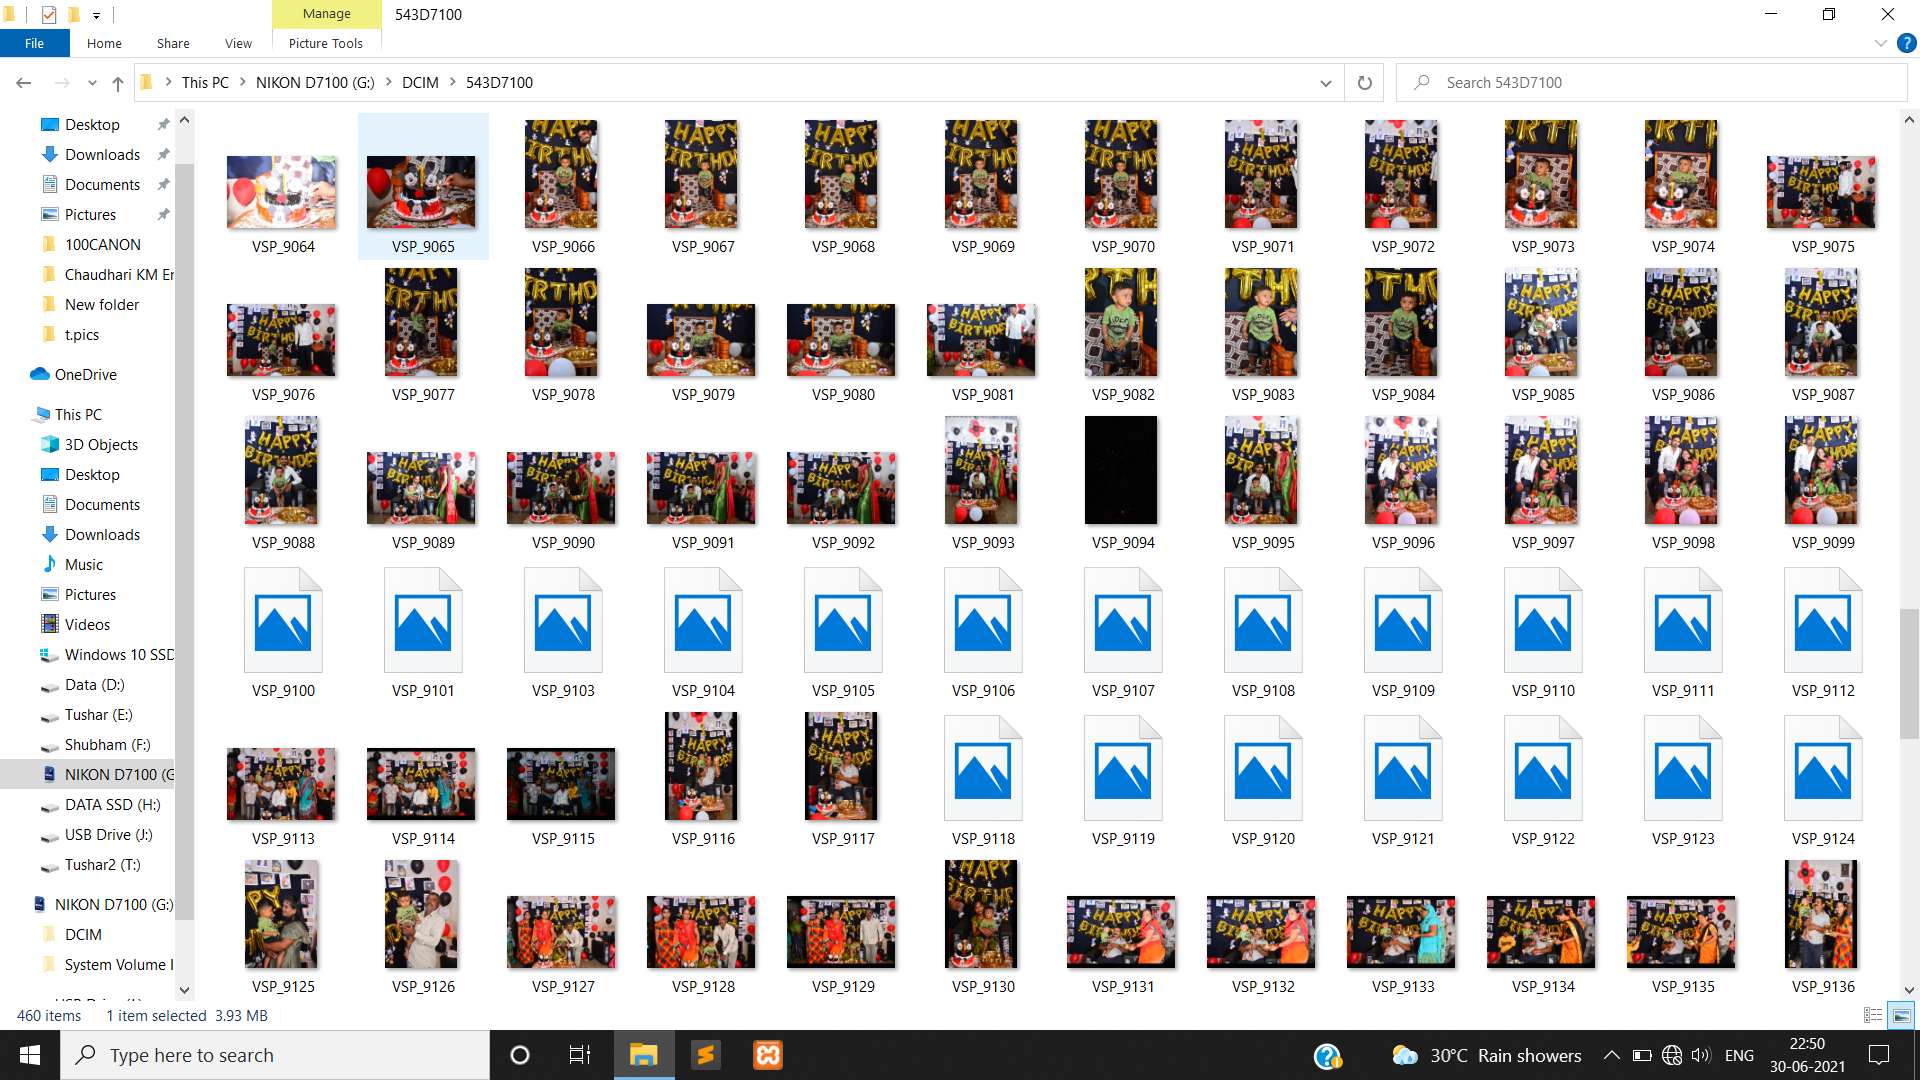 Manage
543D7100
File
Home
Share
View
Picture Tools
This PC
NIKON D7100 (G:)
DCIM
543D7100
Search 543D7100
Desktop
Downloads
Documents
Pictures
100CANON
Chaudhari KM Er
New folder
t.pics
OneDrive
This PC
3D Objects
Desktop
Documents
Downloads
Music
Pictures
Videos
Windows 10 SSD
Data (D:)
Tushar (E:)
Shubham (F:)
NIKON D7100 (G
DATA SSD (H:)
USB Drive (J:)
Tushar2 (T:)
NIKON D7100 (G:)
DCIM
System Volume I
VSP_9064 VSP_9065 VSP_9066 VSP_9067 VSP_9068 VSP_9069 VSP_9070 VSP_9071 VSP_9072 VSP_9073 VSP_9074 VSP_9075
VSP_9076 VSP_9077 VSP_9078 VSP_9079 VSP_9080 VSP_9081 VSP_9082 VSP_9083 VSP_9084 VSP_9085 VSP_9086 VSP_9087
VSP_9088 VSP_9089 VSP_9090 VSP_9091 VSP_9092 VSP_9093 VSP_9094 VSP_9095 VSP_9096 VSP_9097 VSP_9098 VSP_9099
VSP_9100 VSP_9101 VSP_9103 VSP_9104 VSP_9105 VSP_9106 VSP_9107 VSP_9108 VSP_9109 VSP_9110 VSP_9111 VSP_9112
VSP_9113 VSP_9114 VSP_9115 VSP_9116 VSP_9117 VSP_9118 VSP_9119 VSP_9120 VSP_9121 VSP_9122 VSP_9123 VSP_9124
VSP_9125 VSP_9126 VSP_9127 VSP_9128 VSP_9129 VSP_9130 VSP_9131 VSP_9132 VSP_9133 VSP_9134 VSP_9135 VSP_9136
460 items
1 item selected 3.93 MB
Type here to search
30°C Rain showers
ENG
22:50
30-06-2021